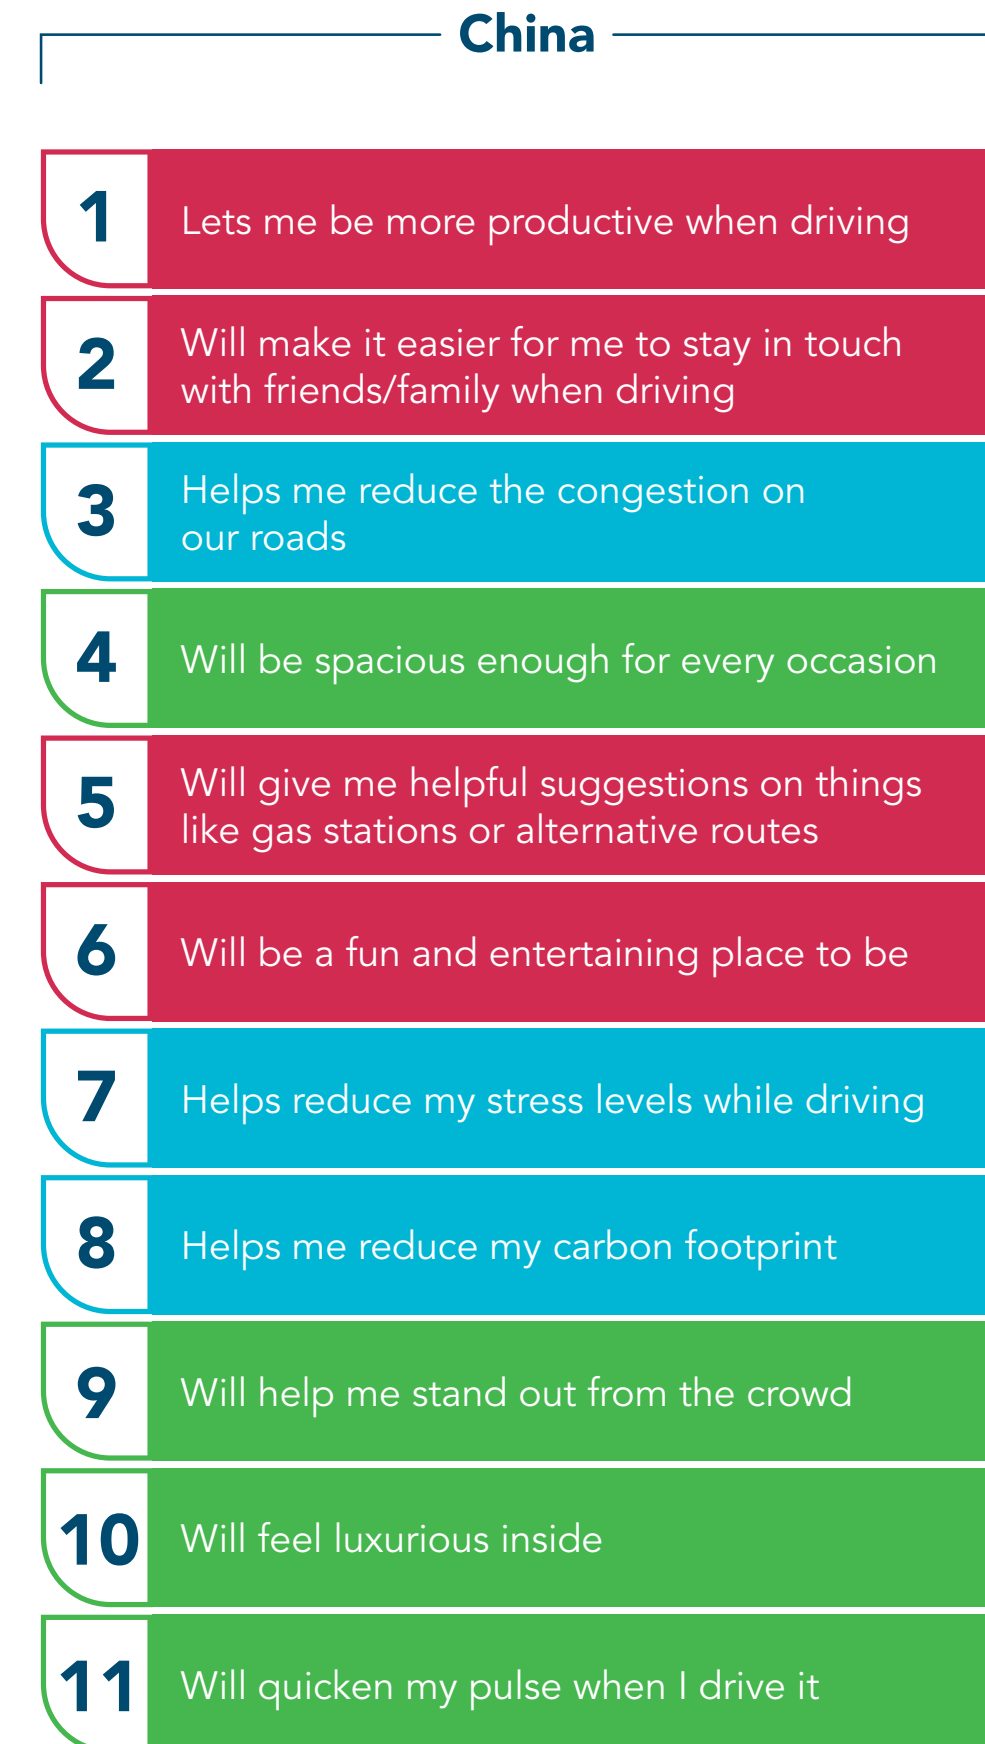 China
1
Lets me be more productive when driving
2
Will make it easier for me to stay in touch
with friends/family when driving
3
Helps me reduce the congestion on
our roads
4
Will be spacious enough for every occasion
5
Will give me helpful suggestions on things
like gas stations or alternative routes
6
Will be a fun and entertaining place to be
7
Helps reduce my stress levels while driving
8
Helps me reduce my carbon footprint
9
Will help me stand out from the crowd
10
Will feel luxurious inside
11
Will quicken my pulse when I drive it